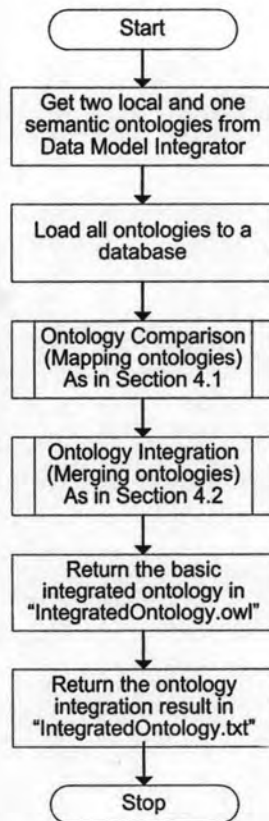 Start
Get two local and one
semantic ontologies from
Data Model Integrator
Load all ontologies to a
database
Ontology Comparison
(Mapping ontologies)
As in Section 4.1
Ontology Integration
(Merging ontologies)
As in Section 4.2
Return the basic
integrated ontology in
“IntegratedOntology.owl”
Return the ontology
integration result in
“IntegratedOntology.txt”
Stop